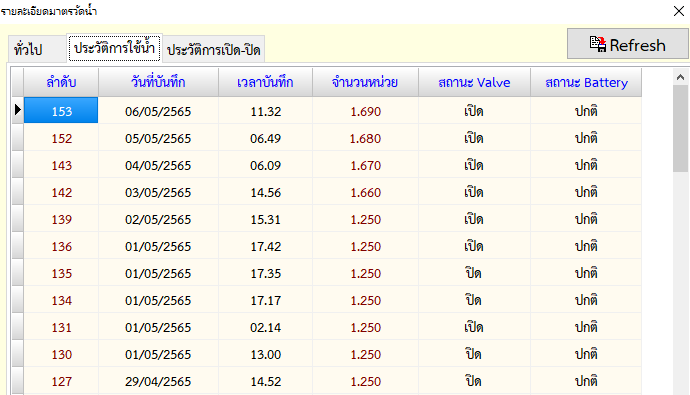 รายละเอียดมาตรวัดน้ำ
ทั่วไป ประวัติการใช้น้ำ ประวัติการเปิด-ปิด Refresh
ลำดับ วันที่บันทึก เวลาบันทึก จำนวนหน่วย สถานะ Valve สถานะ Battery
153 06/05/2565 11.32 1.690 เปิด ปกติ
152 05/05/2565 06.49 1.680 เปิด ปกติ
143 04/05/2565 06.09 1.670 เปิด ปกติ
142 03/05/2565 14.56 1.660 เปิด ปกติ
139 02/05/2565 15.31 1.250 เปิด ปกติ
136 01/05/2565 17.42 1.250 เปิด ปกติ
135 01/05/2565 17.35 1.250 ปิด ปกติ
134 01/05/2565 17.17 1.250 ปิด ปกติ
131 01/05/2565 02.14 1.250 เปิด ปกติ
130 01/05/2565 13.00 1.250 ปิด ปกติ
127 29/04/2565 14.52 1.250 ปิด ปกติ